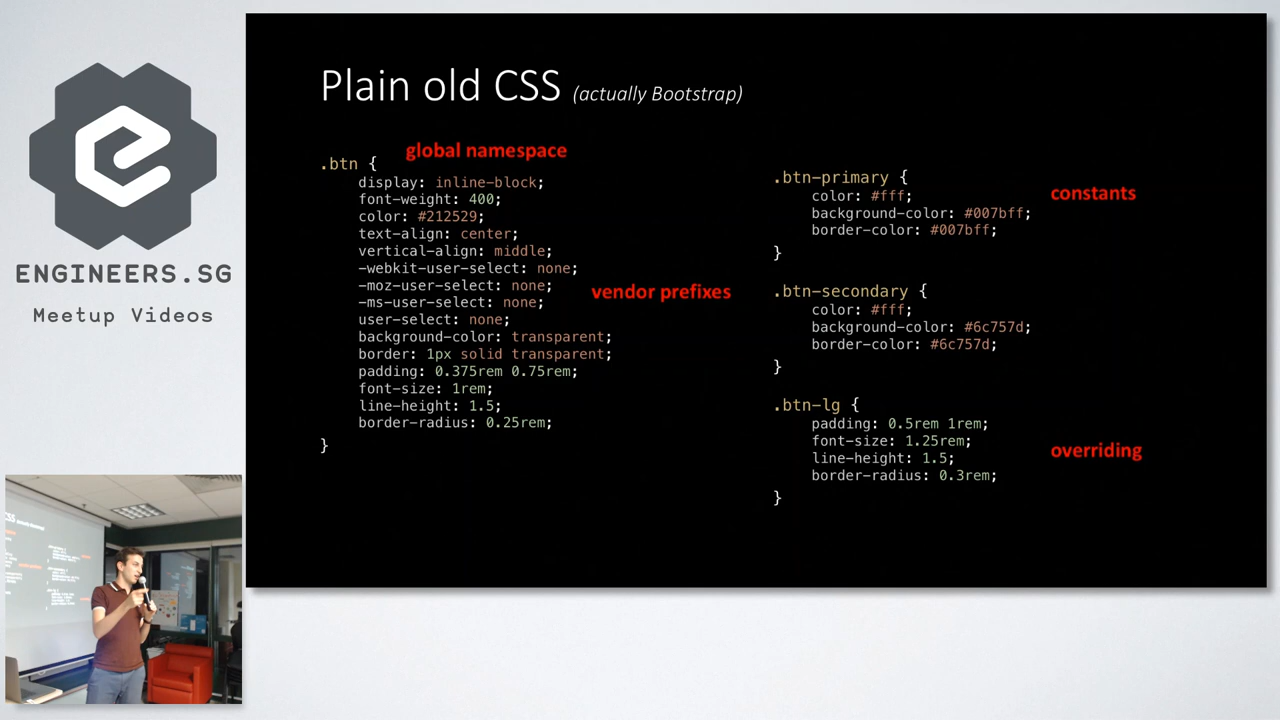 ENGINEERS.SG
Meetup Videos
Plain old CSS (actually Bootstrap)
global namespace
.btn {
display: inline-block;
font-weight: 400;
color: #212529;
text-align: center;
vertical-align: middle;
-webkit-user-select: none;
-moz-user-select: none;
-ms-user-select: none;
user-select: none;
background-color: transparent;
border: 1px solid transparent;
padding: 0.375rem 0.75rem;
font-size: 1rem;
line-height: 1.5;
border-radius: 0.25rem;
}
vendor prefixes
.btn-primary {
color: #fff;
background-color: #007bff;
border-color: #007bff;
}
constants
.btn-secondary {
color: #fff;
background-color: #6c757d;
border-color: #6c757d;
}
.btn-lg {
padding: 0.5rem 1rem;
font-size: 1.25rem;
line-height: 1.5;
border-radius: 0.3rem;
}
overriding